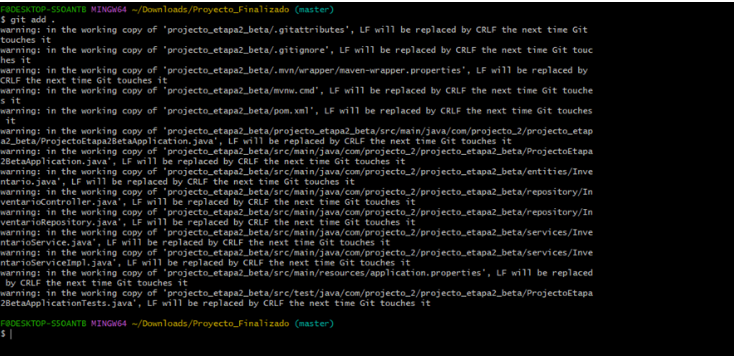 F@DESKTOP-S5OANTB MINGW64 ~/Downloads/Proyecto_Finalizado (master)
$ git add .
warning: in the working copy of 'projecto_etapa2_beta/.gitattributes', LF will be replaced by CRLF the next time Git
touches it
warning: in the working copy of 'projecto_etapa2_beta/.gitignore', LF will be replaced by CRLF the next time Git touc
hes it
warning: in the working copy of 'projecto_etapa2_beta/.mvn/wrapper/maven-wrapper.properties', LF will be replaced by
CRLF the next time Git touches it
warning: in the working copy of 'projecto_etapa2_beta/mvnw.cmd', LF will be replaced by CRLF the next time Git touche
s it
warning: in the working copy of 'projecto_etapa2_beta/pom.xml', LF will be replaced by CRLF the next time Git touches
 it
warning: in the working copy of 'projecto_etapa2_beta/projecto_etapa2_beta/src/main/java/com/projecto_2/projecto_etap
a2_beta/ProjectoEtapa2BetaApplication.java', LF will be replaced by CRLF the next time Git touches it
warning: in the working copy of 'projecto_etapa2_beta/src/main/java/com/projecto_2/projecto_etapa2_beta/ProjectoEtapa
2BetaApplication.java', LF will be replaced by CRLF the next time Git touches it
warning: in the working copy of 'projecto_etapa2_beta/src/main/java/com/projecto_2/projecto_etapa2_beta/entities/Inve
ntario.java', LF will be replaced by CRLF the next time Git touches it
warning: in the working copy of 'projecto_etapa2_beta/src/main/java/com/projecto_2/projecto_etapa2_beta/repository/In
ventarioController.java', LF will be replaced by CRLF the next time Git touches it
warning: in the working copy of 'projecto_etapa2_beta/src/main/java/com/projecto_2/projecto_etapa2_beta/repository/In
ventarioRepository.java', LF will be replaced by CRLF the next time Git touches it
warning: in the working copy of 'projecto_etapa2_beta/src/main/java/com/projecto_2/projecto_etapa2_beta/services/Inve
ntarioService.java', LF will be replaced by CRLF the next time Git touches it
warning: in the working copy of 'projecto_etapa2_beta/src/main/java/com/projecto_2/projecto_etapa2_beta/services/Inve
ntarioServiceImpl.java', LF will be replaced by CRLF the next time Git touches it
warning: in the working copy of 'projecto_etapa2_beta/src/main/resources/application.properties', LF will be replaced
 by CRLF the next time Git touches it
warning: in the working copy of 'projecto_etapa2_beta/src/test/java/com/projecto_2/projecto_etapa2_beta/ProjectoEtapa
2BetaApplicationTests.java', LF will be replaced by CRLF the next time Git touches it
F@DESKTOP-S5OANTB MINGW64 ~/Downloads/Proyecto_Finalizado (master)
$